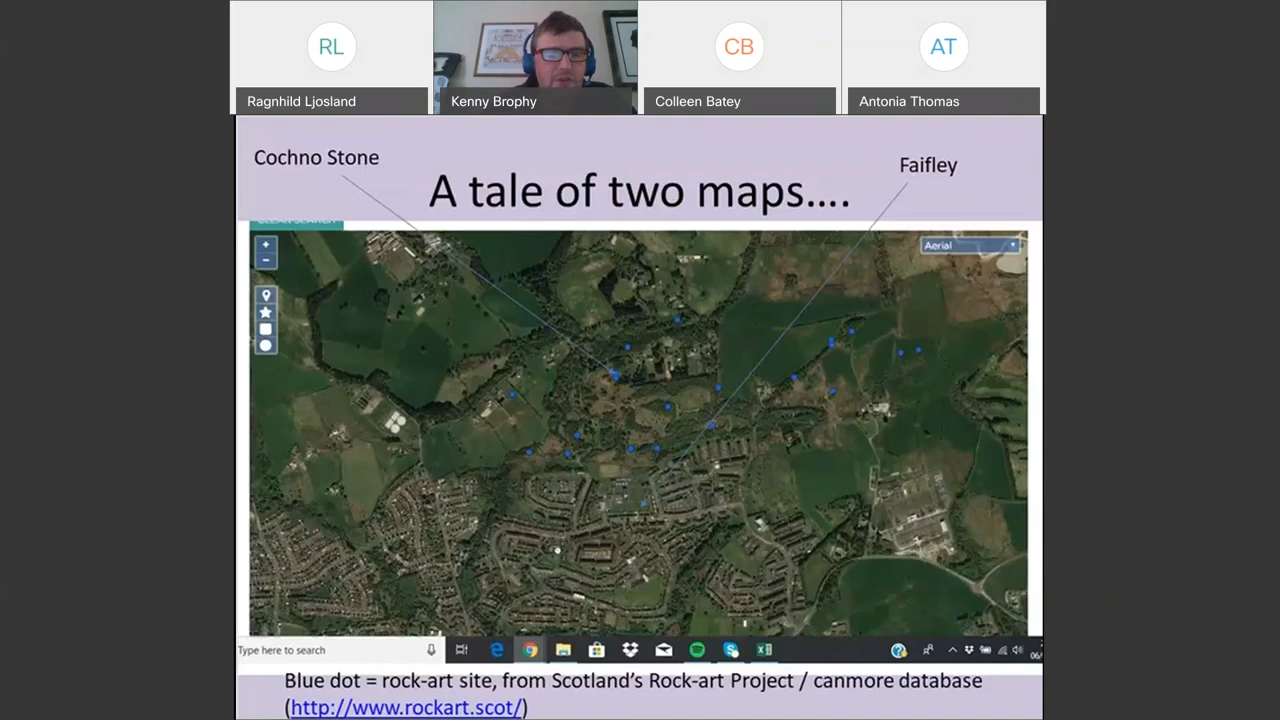 RL
CB
AT
Ragnhild Ljosland
Kenny Brophy
Colleen Batey
Antonia Thomas
Cochno Stone
Faifley
A tale of two maps....
+
Aerial
−
Type here to search
06/
Blue dot = rock-art site, from Scotland's Rock-art Project / canmore database
(http://www.rockart.scot/)